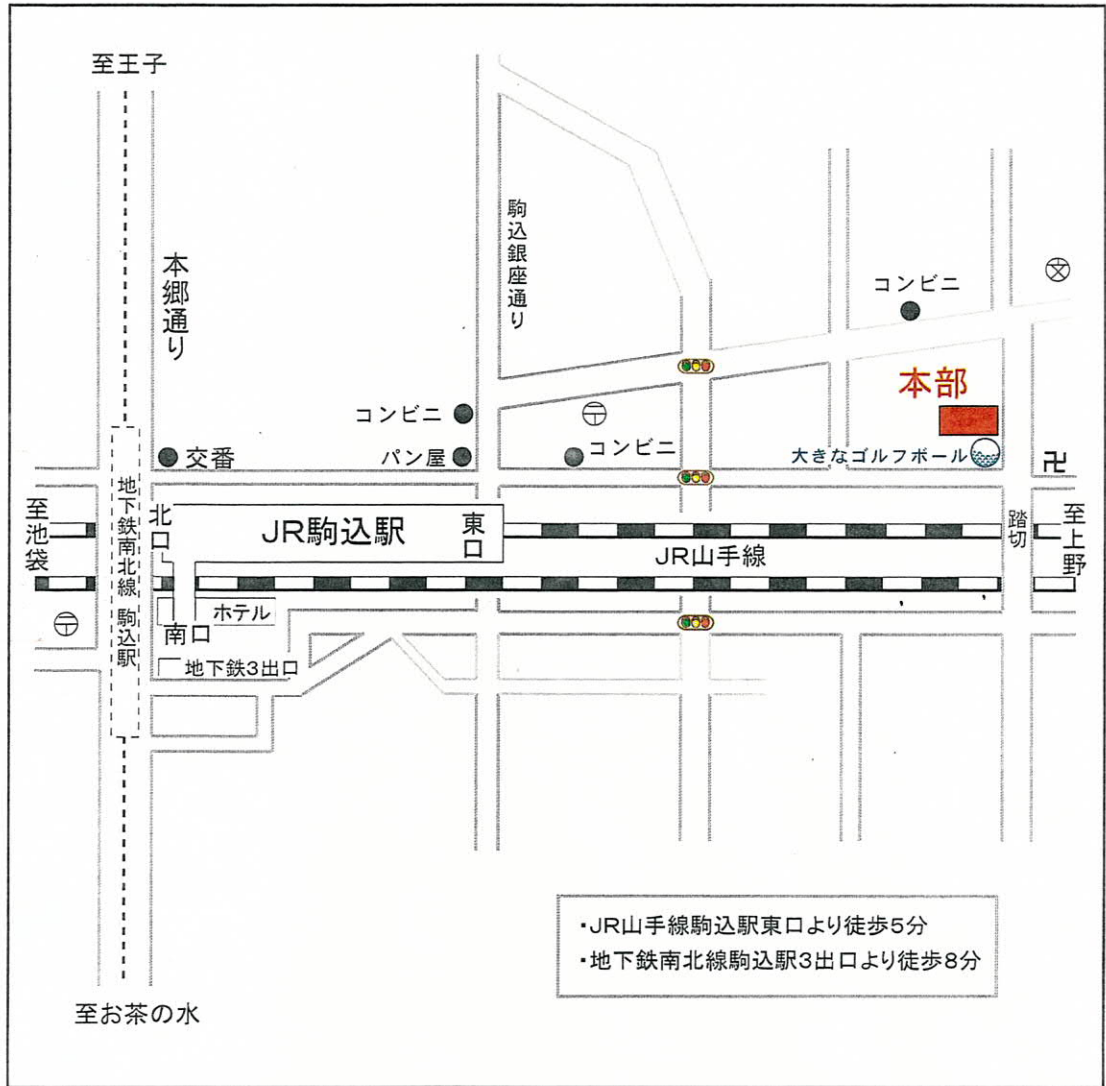 至王子
本郷通り
駒込銀座通り
コンビニ
本部
コンビニ
〒
交番
パン屋
コンビニ
大きなゴルフボール
卍
文
至池袋
地下鉄南北線 駒込駅
北口
JR駒込駅
東口
JR山手線
踏切
至上野
〒
ホテル
南口
地下鉄3出口
・JR山手線駒込駅東口より徒歩5分
・地下鉄南北線駒込駅3出口より徒歩8分
至お茶の水